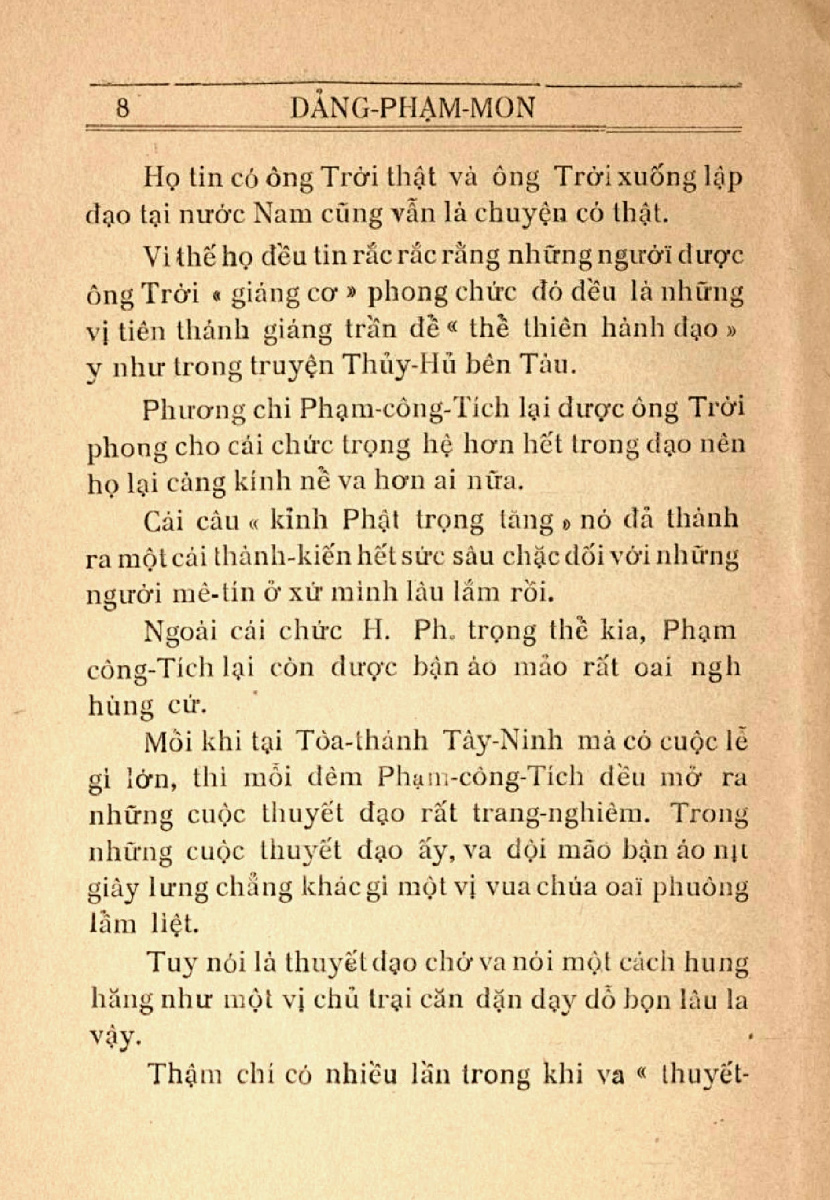 8 DẢNG-PHẠM-MON
Họ tin có ông Trời thật và ông Trời xuống lập
đạo tại nước Nam cũng vẫn là chuyện có thật.
Vì thế họ đều tin rắc rắc rằng những người được
ông Trời « giáng cơ » phong chức đó đều là những
vị tiên thánh giáng trần đề « thề thiên hành đạo »
y như trong truyện Thủy-Hủ bên Tàu.
Phương chi Phạm-công-Tích lại được ông Trời
phong cho cái chức trọng hệ hơn hết trong đạo nên
họ lại càng kính nề va hơn ai nữa.
Cái câu « kỉnh Phật trọng tăng » nó đả thành
ra một cái thành-kiến hết sức sâu chặc đối với những
người mê-tín ở xứ mình lâu lắm rồi.
Ngoài cái chức H. Ph. trọng thề kia, Phạm
công-Tích lại còn được bận áo mảo rất oai ngh
hùng cứ.
Mỗi khi tại Tòa-thánh Tây-Ninh mà có cuộc lễ
gì lớn, thì mỗi đêm Phạm-công-Tích đều mở ra
những cuộc thuyết đạo rất trang-nghiêm. Trong
những cuộc thuyết đạo ấy, va đội mão bận áo nịt
giây lưng chẳng khác gì một vị vua chúa oaï phuông
lầm liệt.
Tuy nói là thuyết đạo chớ va nói một cách hung
hăng như một vị chủ trại căn dặn dạy dỗ bọn lâu la
vậy.
Thậm chí có nhiều lần trong khi va « thuyết-